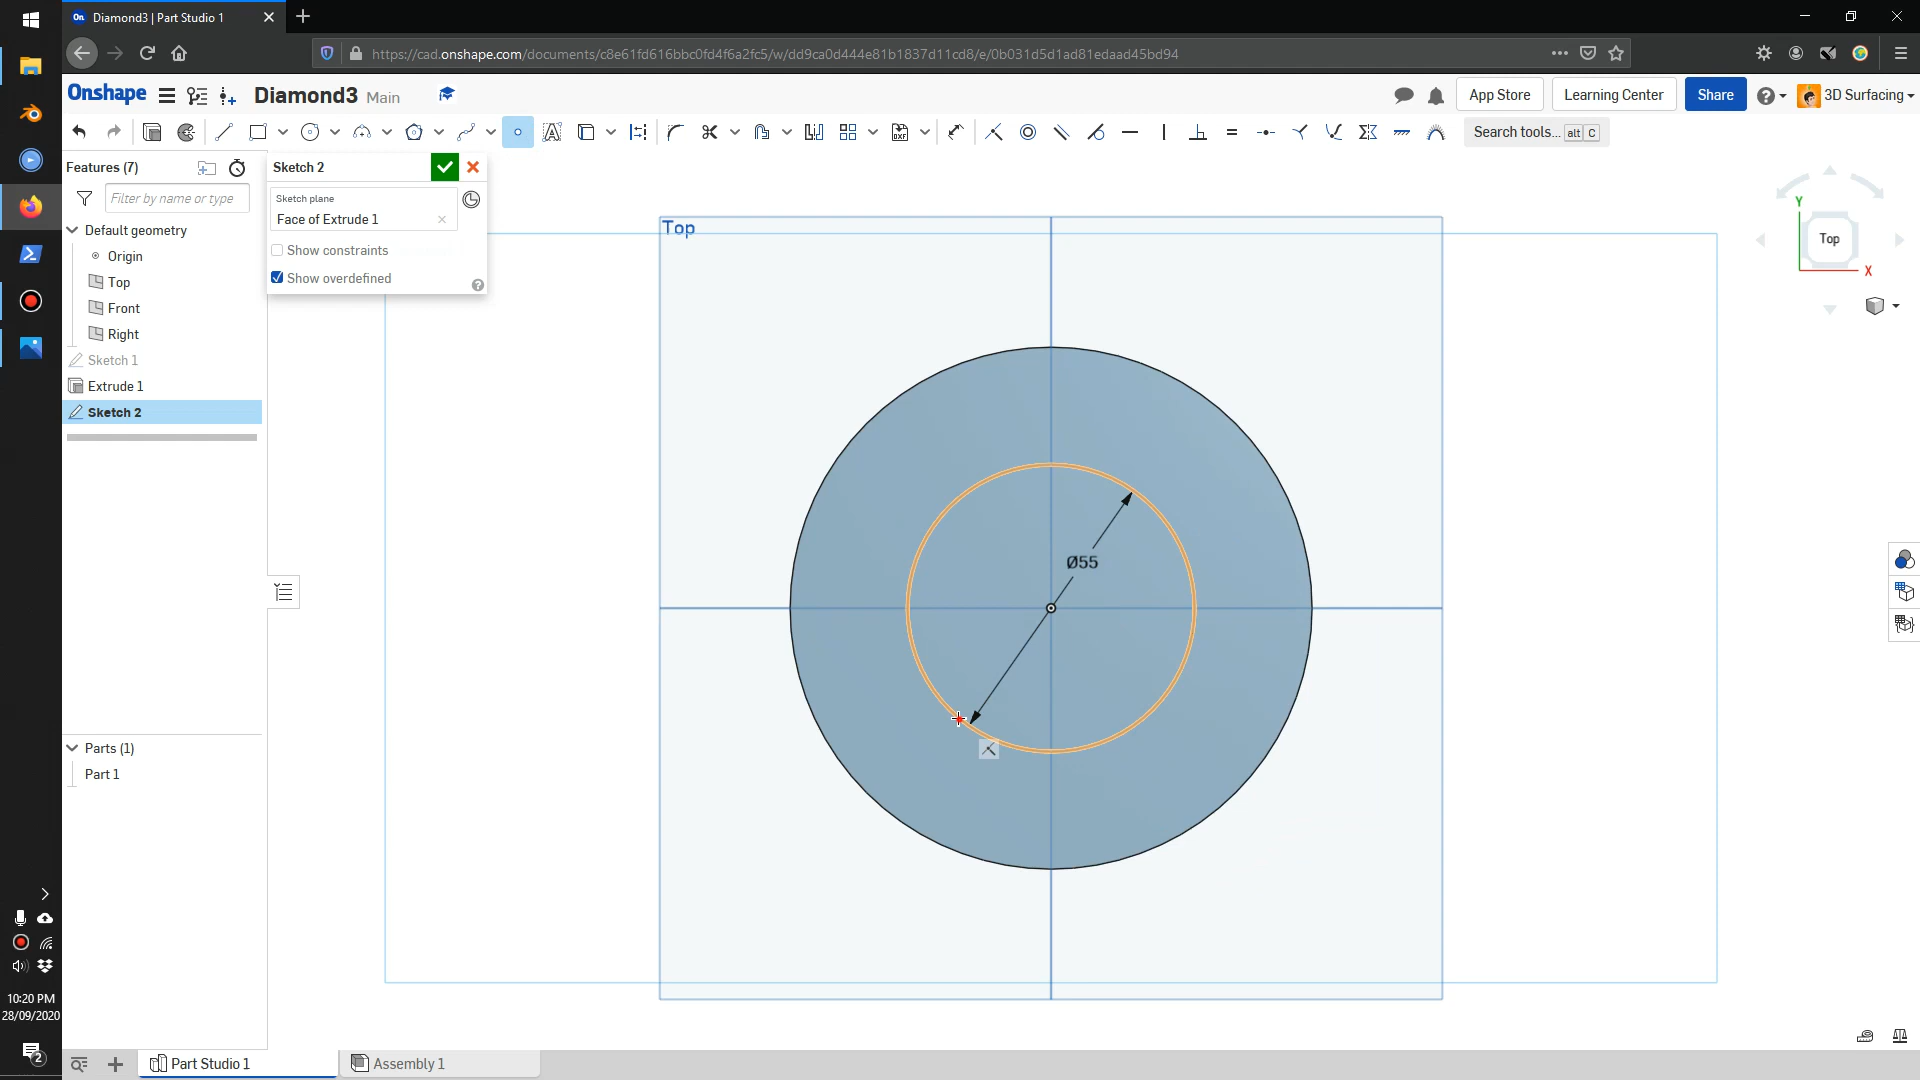 On Diamond3 | Part Studio 1
https://cad.onshape.com/documents/c8e61fd616bbc0fd4f6a2fc5/w/dd9ca0d444e81b1837d11cd8/e/0b031d5d1ad81edaad45bd94
Onshape Diamond3 Main App Store Learning Center Share 3D Surfacing
Search tools... alt C
Features (7)
Filter by name or type
Default geometry
Origin
Top
Front
Right
Sketch 1
Extrude 1
Sketch 2
Sketch 2
Sketch plane
Face of Extrude 1
Show constraints
Show overdefined
Top
Ø55
Y
Top
X
Parts (1)
Part 1
10:20 PM
28/09/2020
2
Part Studio 1
Assembly 1